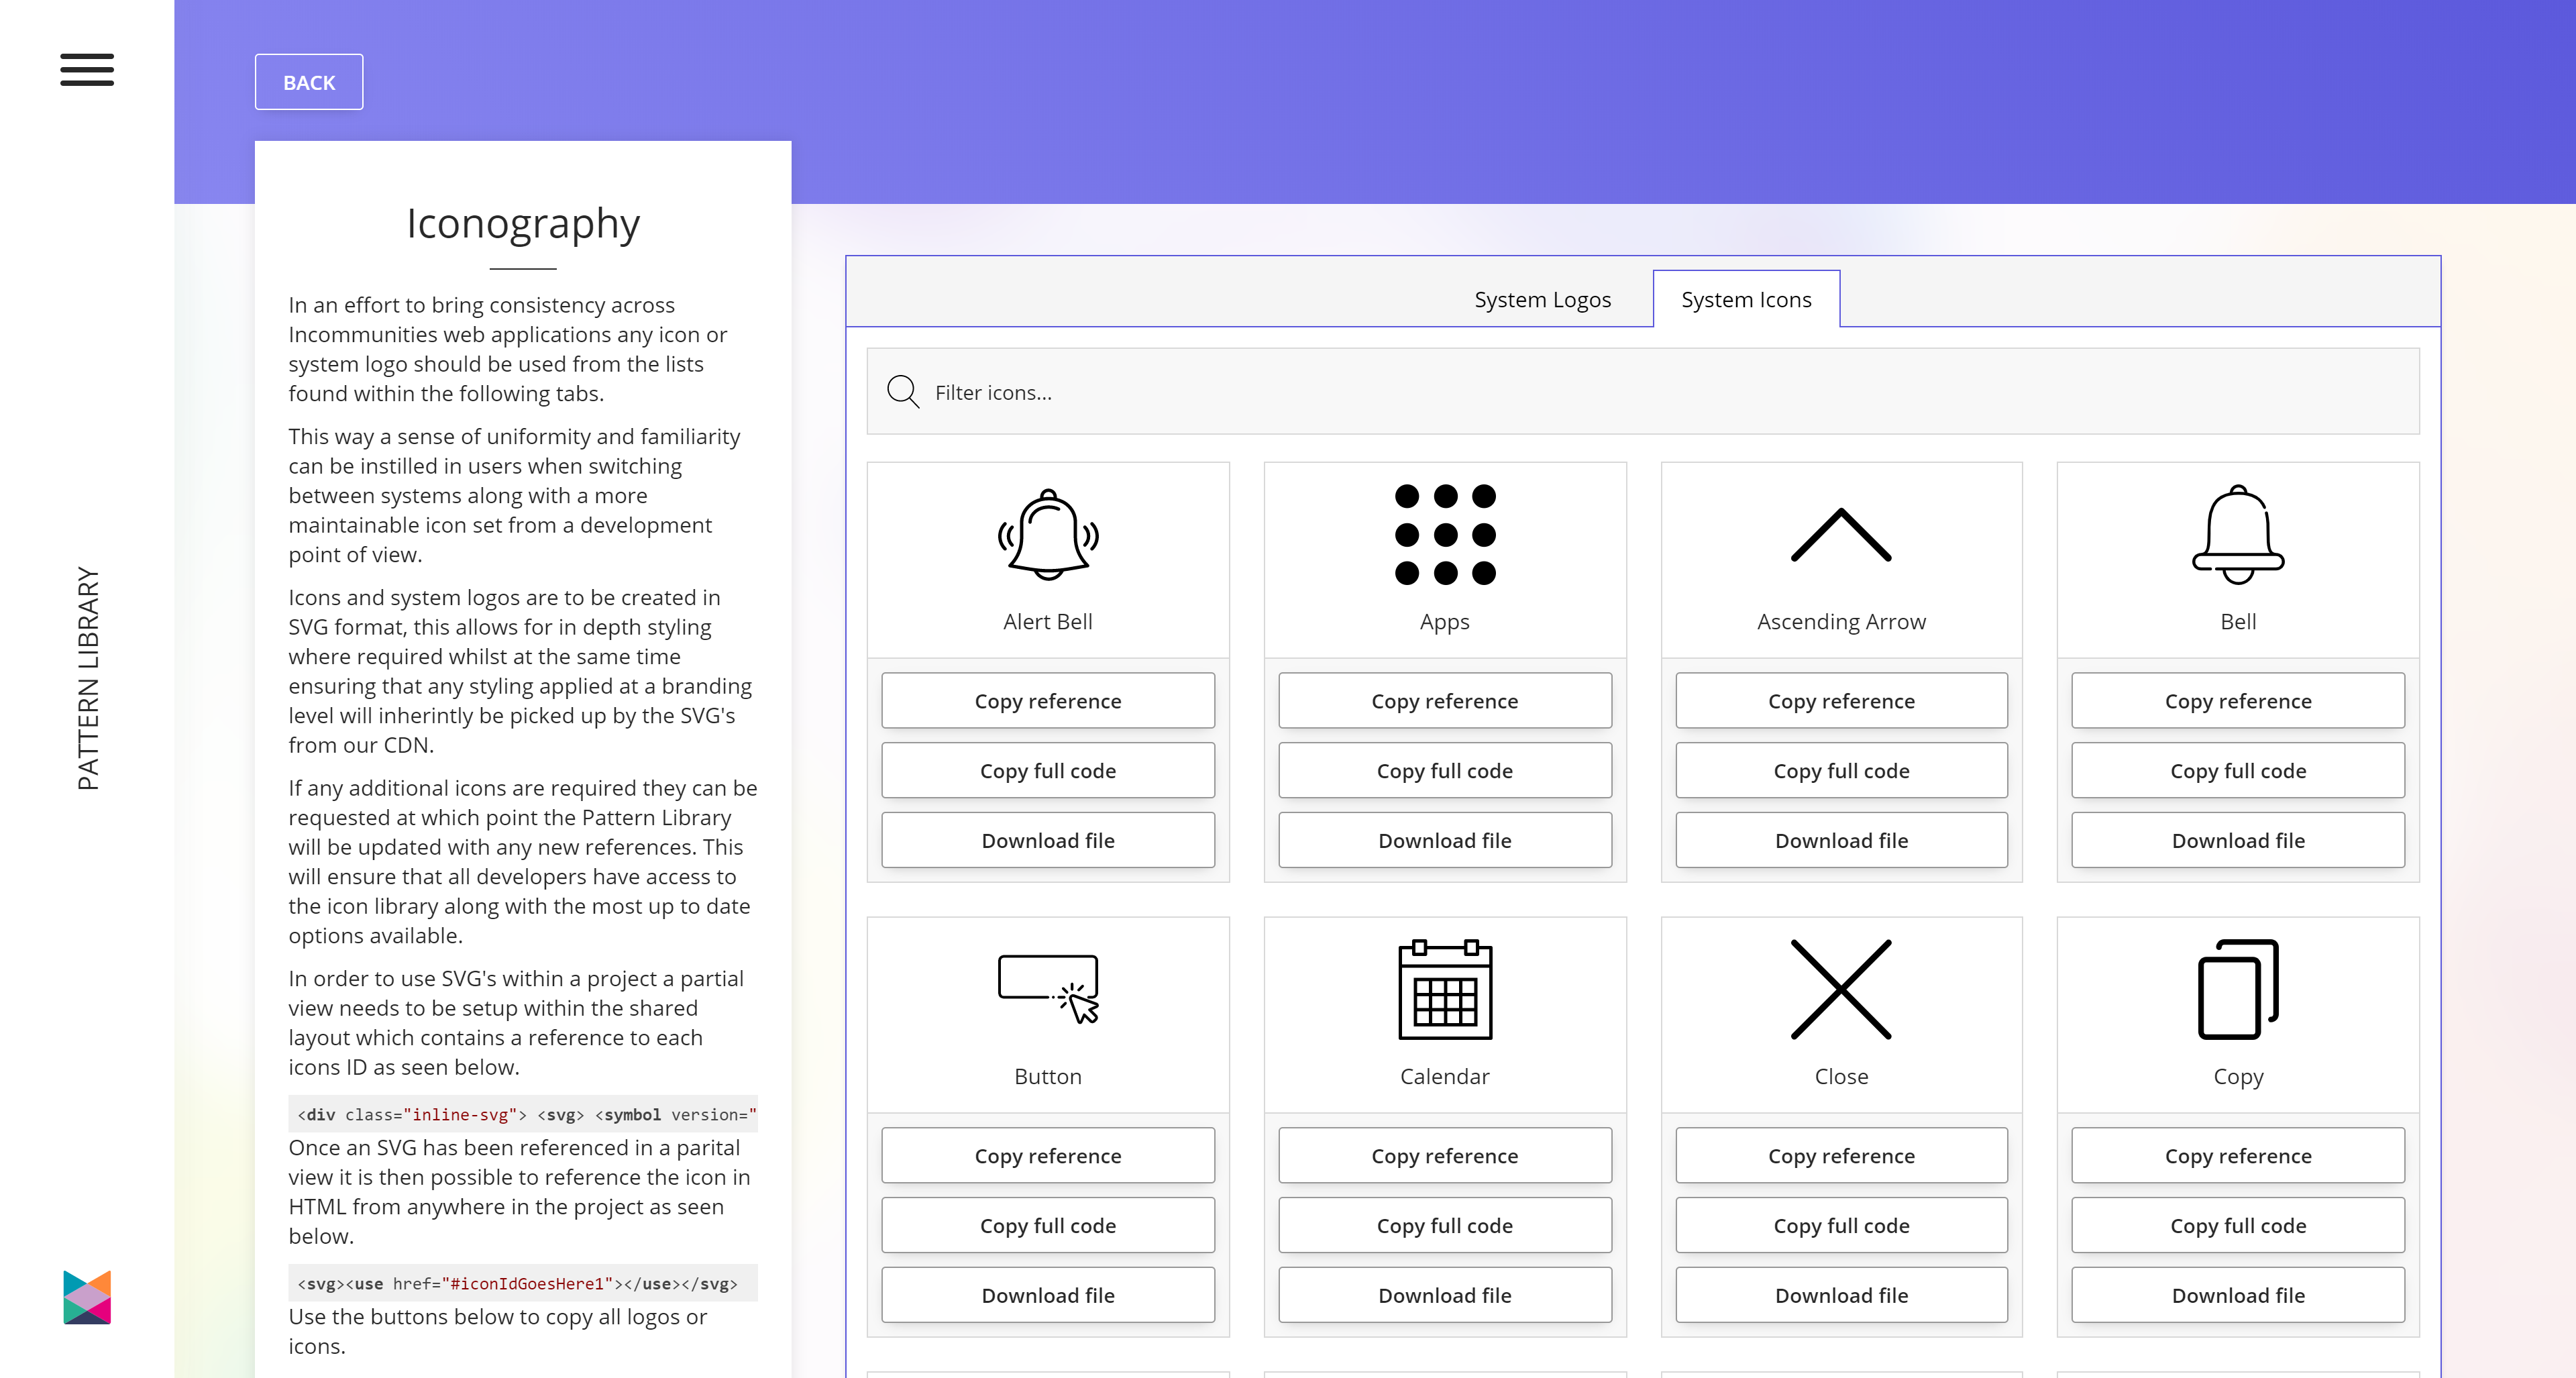 BACK
PATTERN LIBRARY
Iconography
In an effort to bring consistency across
Incommunities web applications any icon or
system logo should be used from the lists
found within the following tabs.
This way a sense of uniformity and familiarity
can be instilled in users when switching
between systems along with a more
maintainable icon set from a development
point of view.
Icons and system logos are to be created in
SVG format, this allows for in depth styling
where required whilst at the same time
ensuring that any styling applied at a branding
level will inherintly be picked up by the SVG's
from our CDN.
If any additional icons are required they can be
requested at which point the Pattern Library
will be updated with any new references. This
will ensure that all developers have access to
the icon library along with the most up to date
options available.
In order to use SVG's within a project a partial
view needs to be setup within the shared
layout which contains a reference to each
icons ID as seen below.
<div class="inline-svg"> <svg> <symbol version="
Once an SVG has been referenced in a parital
view it is then possible to reference the icon in
HTML from anywhere in the project as seen
below.
<svg><use href="#iconIdGoesHere1"></use></svg>
Use the buttons below to copy all logos or
icons.
System Logos
System Icons
Filter icons...
Alert Bell
Copy reference
Copy full code
Download file
Apps
Copy reference
Copy full code
Download file
Ascending Arrow
Copy reference
Copy full code
Download file
Bell
Copy reference
Copy full code
Download file
Button
Copy reference
Copy full code
Download file
Calendar
Copy reference
Copy full code
Download file
Close
Copy reference
Copy full code
Download file
Copy
Copy reference
Copy full code
Download file